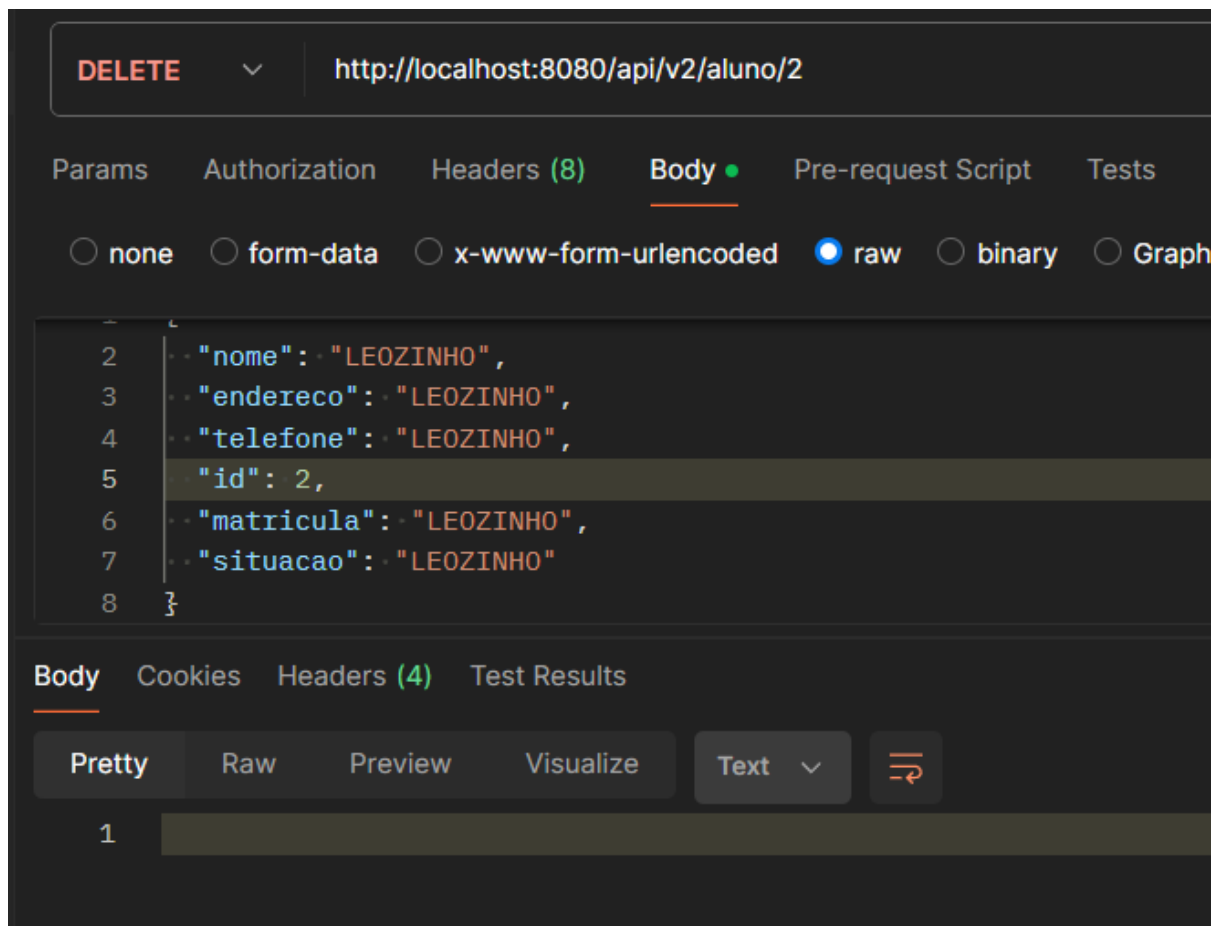 DELETE http://localhost:8080/api/v2/aluno/2
Params Authorization Headers (8) Body Pre-request Script Tests
none form-data x-www-form-urlencoded raw binary Graph
2 "nome": "LEOZINHO",
3 "endereco": "LEOZINHO",
4 "telefone": "LEOZINHO",
5 "id": 2,
6 "matricula": "LEOZINHO",
7 "situacao": "LEOZINHO"
8 }
Body Cookies Headers (4) Test Results
Pretty Raw Preview Visualize Text
1